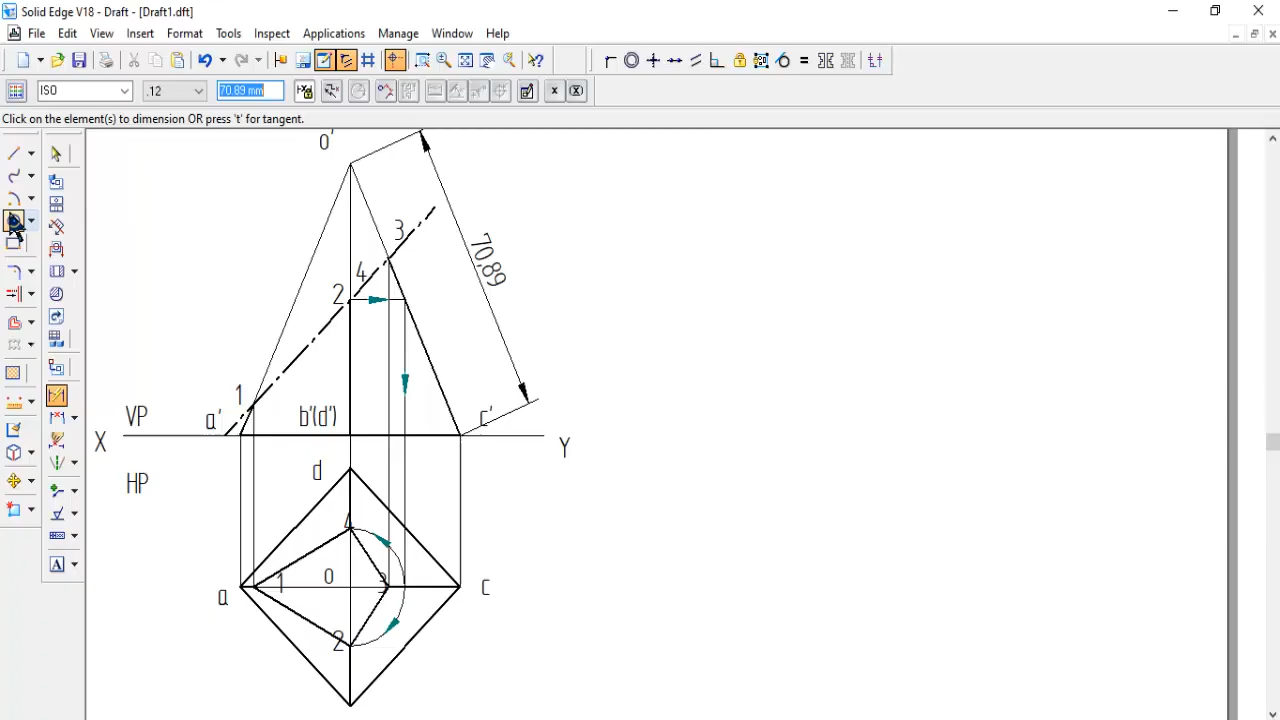 Solid Edge V18 - Draft - [Draft1.dft]
File Edit View Insert Format Tools Inspect Applications Manage Window Help
ISO .12 70.89 mm
Click on the element(s) to dimension OR press 't' for tangent.
o'
3
4
70,89
2
1
a' VP b'(d') c'
X Y
HP d
4
0
1 3 c
a
2
A